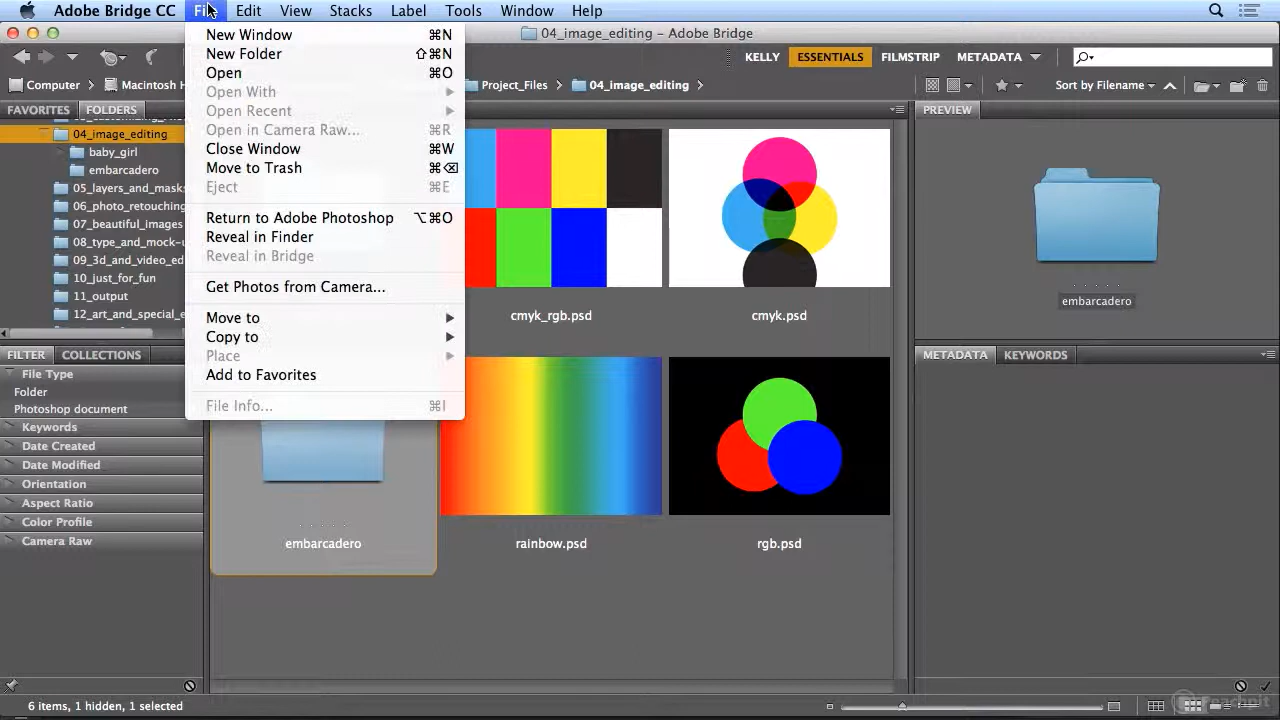 Adobe Bridge CC File Edit View Stacks Label Tools Window Help
04_image_editing – Adobe Bridge
KELLY ESSENTIALS FILMSTRIP METADATA
Computer Macintosh H Project_Files 04_image_editing Sort by Filename
FAVORITES FOLDERS
04_image_editing
baby_girl
embarcadero
05_layers_and_masks
06_photo_retouching
07_beautiful_images
08_type_and_mock-u
09_3d_and_video_ed
10_just_for_fun
11_output
12_art_and_special_e
FILTER COLLECTIONS
File Type
Folder
Photoshop document
Keywords
Date Created
Date Modified
Orientation
Aspect Ratio
Color Profile
Camera Raw
New Window ⌘N
New Folder ⇧⌘N
Open ⌘O
Open With
Open Recent
Open in Camera Raw... ⌘R
Close Window ⌘W
Move to Trash ⌘⌫
Eject ⌘E
Return to Adobe Photoshop ⌥⌘O
Reveal in Finder
Reveal in Bridge
Get Photos from Camera...
Move to
Copy to
Place
Add to Favorites
File Info... ⌘I
cmyk_rgb.psd
cmyk.psd
embarcadero
rainbow.psd
rgb.psd
PREVIEW
embarcadero
METADATA KEYWORDS
6 items, 1 hidden, 1 selected